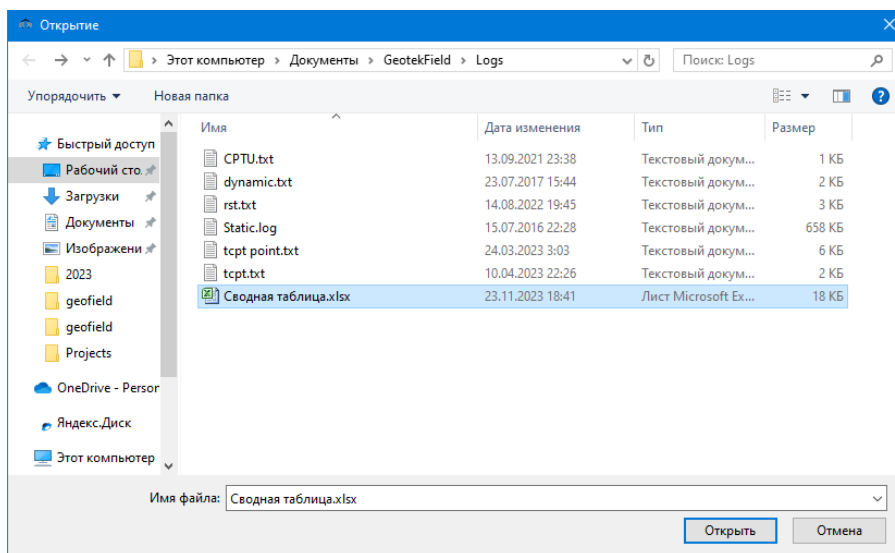 Открытие
Этот компьютер > Документы > GeotekField > Logs
Поиск: Logs
Упорядочить
Новая папка
Имя Дата изменения Тип Размер
Быстрый доступ
Рабочий сто.
Загрузки
Документы
Изображени
2023
geofield
geofield
Projects
OneDrive - Person
Яндекс.Диск
Этот компьютер
CPTU.txt 13.09.2021 23:38 Текстовый докум... 1 КБ
dynamic.txt 23.07.2017 15:44 Текстовый докум... 2 КБ
rst.txt 14.08.2022 19:45 Текстовый докум... 3 КБ
Static.log 15.07.2016 22:28 Текстовый докум... 658 КБ
tcpt point.txt 24.03.2023 3:03 Текстовый докум... 6 КБ
tcpt.txt 10.04.2023 22:26 Текстовый докум... 2 КБ
Сводная таблица.xlsx 23.11.2023 18:41 Лист Microsoft Ex... 18 КБ
Имя файла: Сводная таблица.xlsx
Открыть Отмена